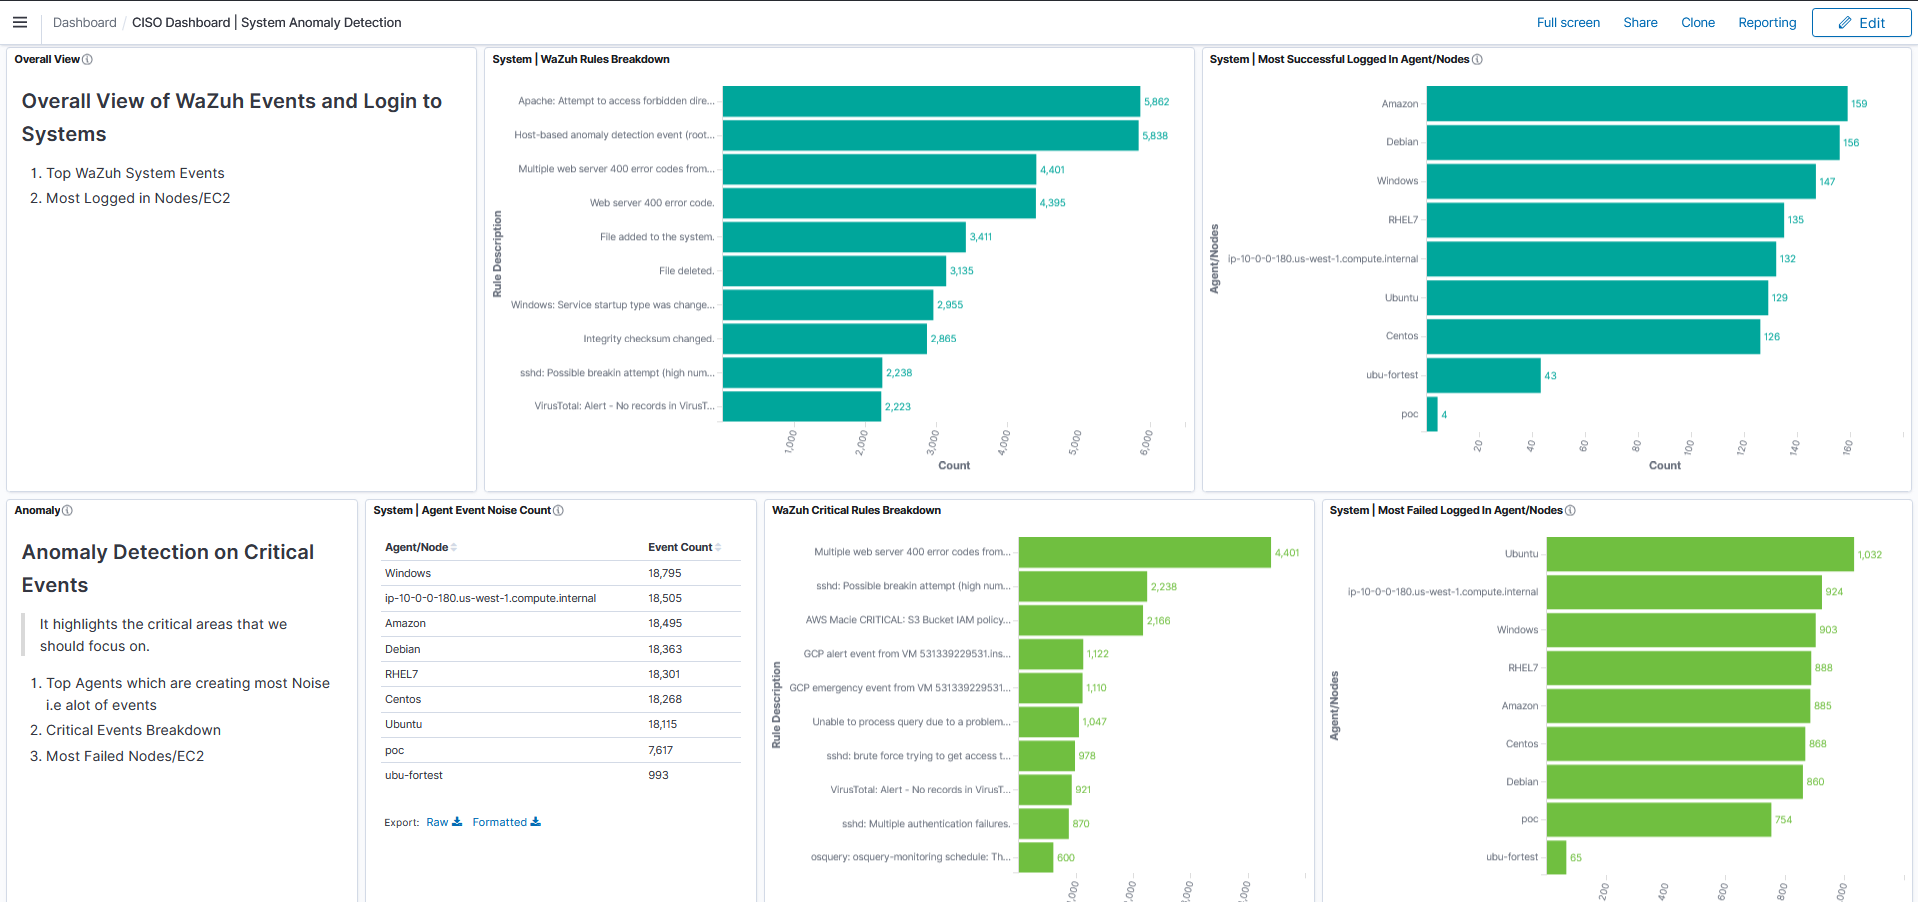 Dashboard / CISO Dashboard | System Anomaly Detection
Full screen Share Clone Reporting Edit
Overall View
Overall View of WaZuh Events and Login to
Systems
1. Top WaZuh System Events
2. Most Logged in Nodes/EC2
System | WaZuh Rules Breakdown
Rule Description
Apache: Attempt to access forbidden dire... 5,862
Host-based anomaly detection event (root... 5,838
Multiple web server 400 error codes from... 4,401
Web server 400 error code. 4,395
File added to the system. 3,411
File deleted. 3,135
Windows: Service startup type was change... 2,955
Integrity checksum changed. 2,865
sshd: Possible breakin attempt (high num... 2,238
VirusTotal: Alert - No records in VirusT... 2,223
1,000 2,000 3,000 4,000 5,000 6,000
Count
System | Most Successful Logged In Agent/Nodes
Agent/Nodes
Amazon 159
Debian 156
Windows 147
RHEL7 135
ip-10-0-0-180.us-west-1.compute.internal 132
Ubuntu 129
Centos 126
ubu-fortest 43
poc 4
20 40 60 80 100 120 140 160
Count
Anomaly
Anomaly Detection on Critical
Events
It highlights the critical areas that we
should focus on.
1. Top Agents which are creating most Noise
i.e alot of events
2. Critical Events Breakdown
3. Most Failed Nodes/EC2
System | Agent Event Noise Count
Agent/Node Event Count
Windows 18,795
ip-10-0-0-180.us-west-1.compute.internal 18,505
Amazon 18,495
Debian 18,363
RHEL7 18,301
Centos 18,268
Ubuntu 18,115
poc 7,617
ubu-fortest 993
Export: Raw Formatted
WaZuh Critical Rules Breakdown
Rule Description
Multiple web server 400 error codes from... 4,401
sshd: Possible breakin attempt (high num... 2,238
AWS Macie CRITICAL: S3 Bucket IAM policy... 2,166
GCP alert event from VM 531339229531.ins... 1,122
GCP emergency event from VM 531339229531... 1,110
Unable to process query due to a problem... 1,047
sshd: brute force trying to get access t... 978
VirusTotal: Alert - No records in VirusT... 921
sshd: Multiple authentication failures. 870
osquery: osquery-monitoring schedule: Th... 600
System | Most Failed Logged In Agent/Nodes
Agent/Nodes
Ubuntu 1,032
ip-10-0-0-180.us-west-1.compute.internal 924
Windows 903
RHEL7 888
Amazon 885
Centos 868
Debian 860
poc 754
ubu-fortest 65
200 400 600 800